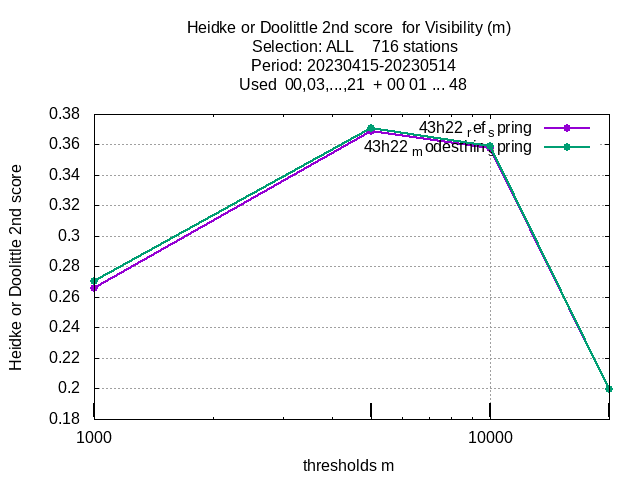 Heidke or Doolittle 2nd score  for Visibility (m)
Selection: ALL    716 stations
Period: 20230415-20230514
Used  00,03,...,21  + 00 01 ... 48
Heidke or Doolittle 2nd score
0.38
0.36
0.34
0.32
0.3
0.28
0.26
0.24
0.22
0.2
0.18
43h22 ref spring
43h22 modesthin spring
1000
10000
thresholds m